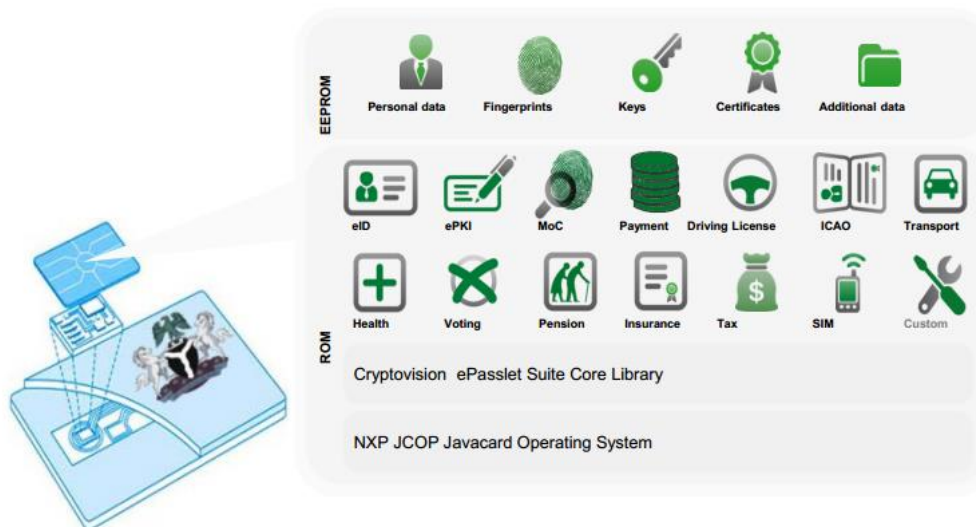 EEPROM
Personal data
Fingerprints
Keys
Certificates
Additional data
ROM
eID
ePKI
MoC
Payment
Driving License
ICAO
Transport
Health
Voting
Pension
Insurance
Tax
SIM
Custom
$
Cryptovision ePasslet Suite Core Library
NXP JCOP Javacard Operating System